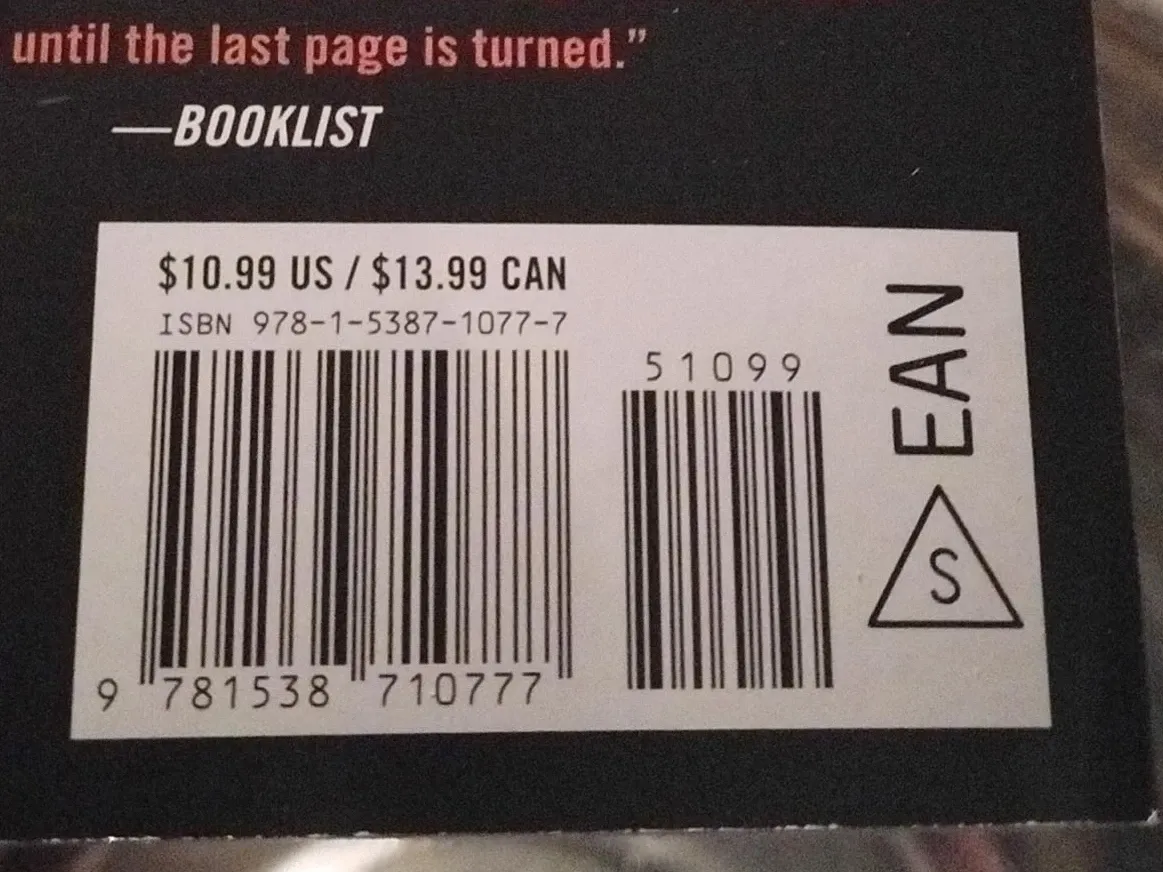 until the last page is turned.”
—BOOKLIST
$10.99 US / $13.99 CAN
ISBN 978-1-5387-1077-7
51099
EAN
S
9 781538 710777